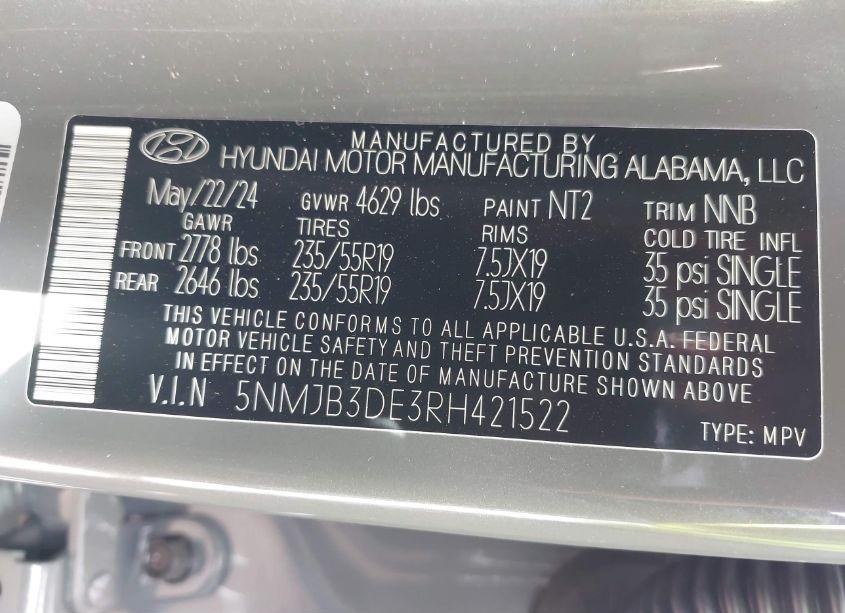 MANUFACTURED BY
HYUNDAI MOTOR MANUFACTURING ALABAMA, LLC
May/22/24 GVWR 4629 lbs PAINT NT2 TRIM NNB
GAWR TIRES RIMS COLD TIRE INFL
FRONT 2778 lbs 235/55R19 7.5JX19 35 psi SINGLE
REAR 2646 lbs 235/55R19 7.5JX19 35 psi SINGLE
THIS VEHICLE CONFORMS TO ALL APPLICABLE U.S.A. FEDERAL
MOTOR VEHICLE SAFETY AND THEFT PREVENTION STANDARDS
IN EFFECT ON THE DATE OF MANUFACTURE SHOWN ABOVE
V.I.N 5NMJB3DE3RH421522
TYPE: MPV